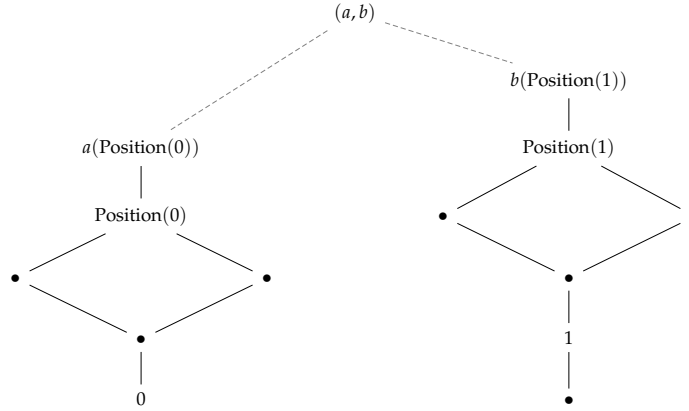 (a, b)
b(Position(1))
a(Position(0))
Position(1)
Position(0)
1
0